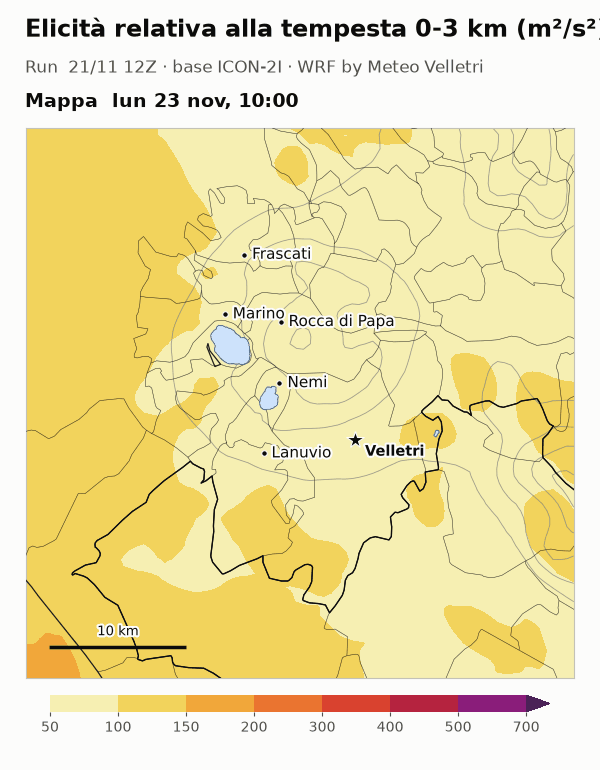 Elicità relativa alla tempesta 0-3 km (m²/s²)
Run 21/11 12Z · base ICON-2I · WRF by Meteo Velletri
Mappa lun 23 nov, 10:00
Frascati
Marino
Rocca di Papa
Nemi
Velletri
Lanuvio
10 km
50 100 150 200 300 400 500 700